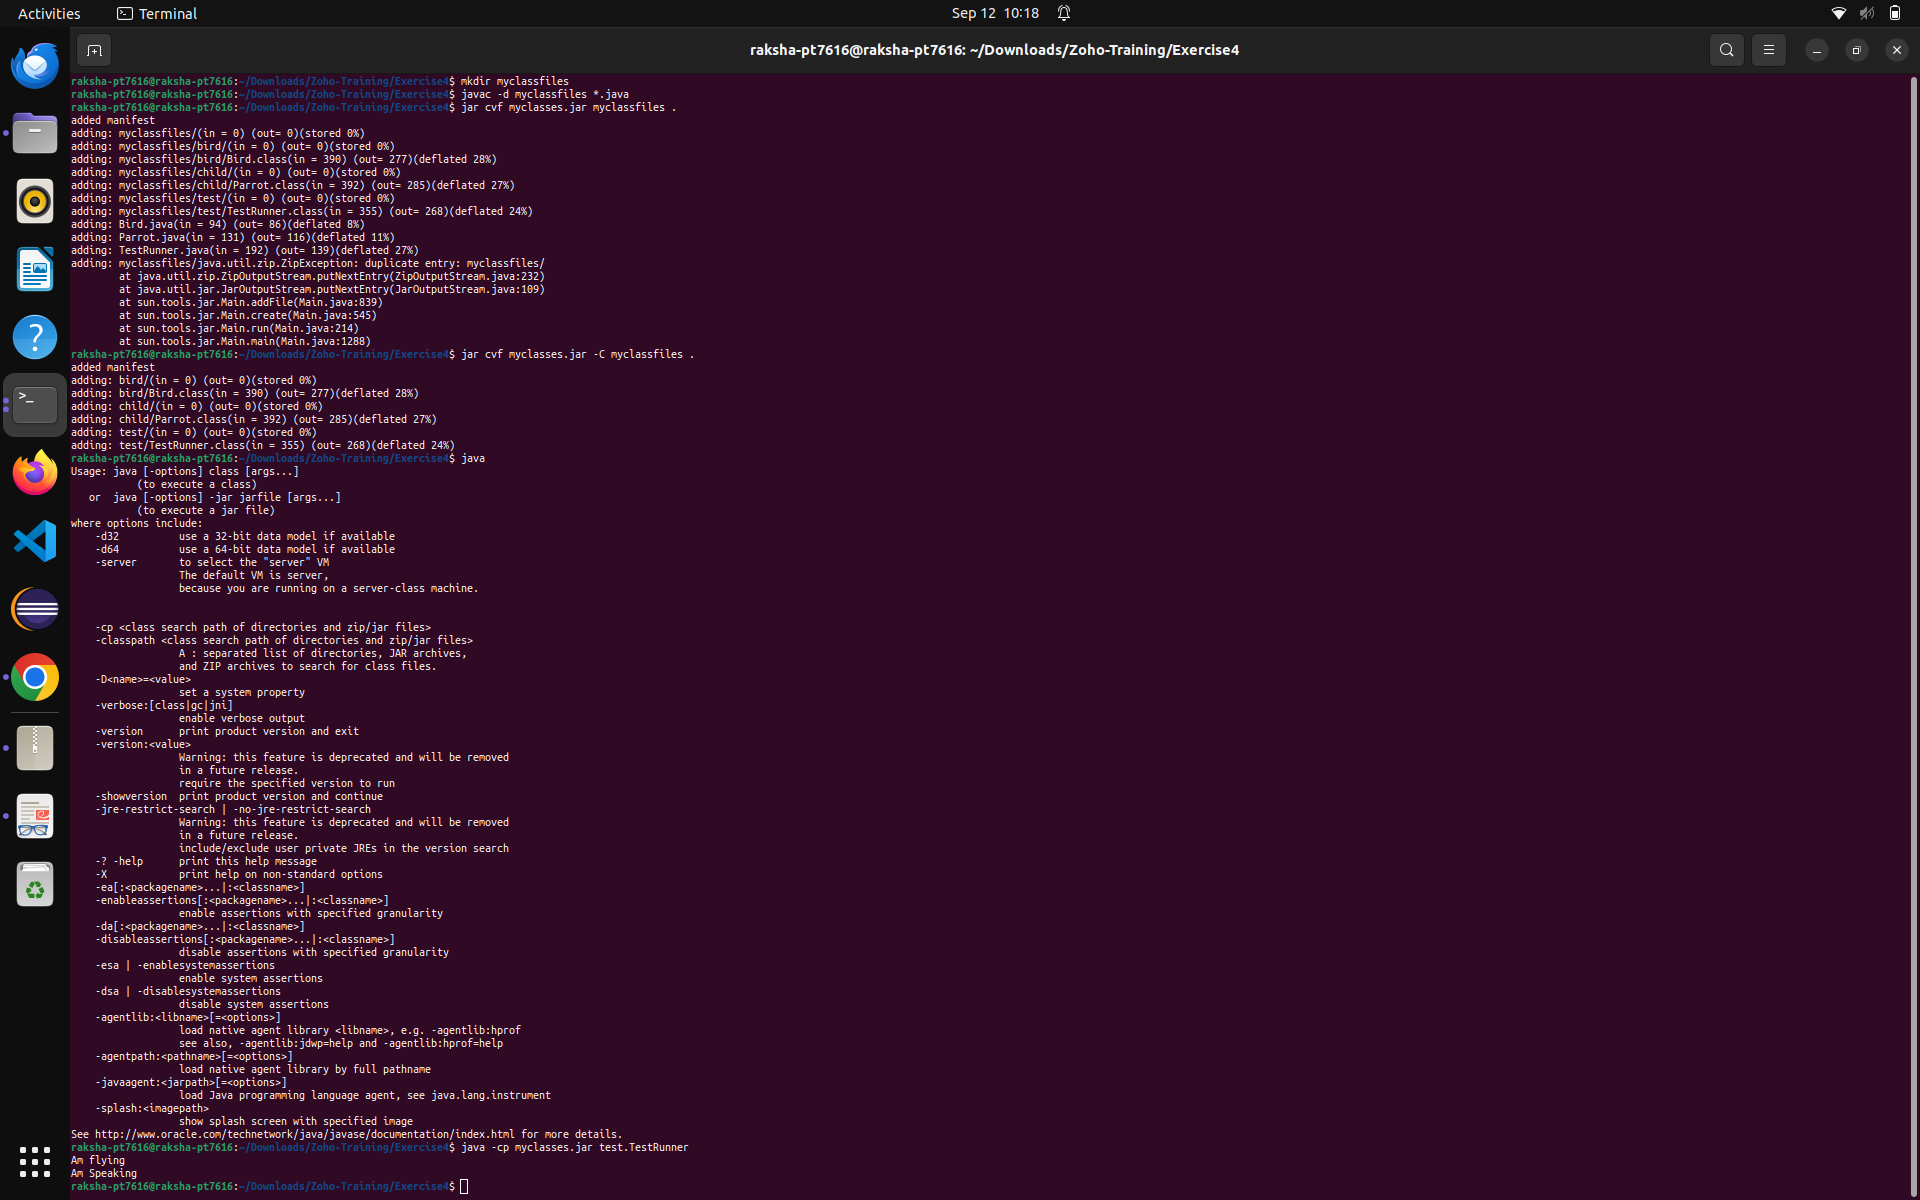 Activities
Terminal
Sep 12 10:18
raksha-pt7616@raksha-pt7616: ~/Downloads/Zoho-Training/Exercise4
raksha-pt7616@raksha-pt7616:~/Downloads/Zoho-Training/Exercise4$ mkdir myclassfiles
raksha-pt7616@raksha-pt7616:~/Downloads/Zoho-Training/Exercise4$ javac -d myclassfiles *.java
raksha-pt7616@raksha-pt7616:~/Downloads/Zoho-Training/Exercise4$ jar cvf myclasses.jar myclassfiles .
added manifest
adding: myclassfiles/(in = 0) (out= 0)(stored 0%)
adding: myclassfiles/bird/(in = 0) (out= 0)(stored 0%)
adding: myclassfiles/bird/Bird.class(in = 390) (out= 277)(deflated 28%)
adding: myclassfiles/child/(in = 0) (out= 0)(stored 0%)
adding: myclassfiles/child/Parrot.class(in = 392) (out= 285)(deflated 27%)
adding: myclassfiles/test/(in = 0) (out= 0)(stored 0%)
adding: myclassfiles/test/TestRunner.class(in = 355) (out= 268)(deflated 24%)
adding: Bird.java(in = 94) (out= 86)(deflated 8%)
adding: Parrot.java(in = 131) (out= 116)(deflated 11%)
adding: TestRunner.java(in = 192) (out= 139)(deflated 27%)
adding: myclassfiles/java.util.zip.ZipException: duplicate entry: myclassfiles/
at java.util.zip.ZipOutputStream.putNextEntry(ZipOutputStream.java:232)
at java.util.jar.JarOutputStream.putNextEntry(JarOutputStream.java:109)
at sun.tools.jar.Main.addFile(Main.java:839)
at sun.tools.jar.Main.create(Main.java:545)
at sun.tools.jar.Main.run(Main.java:214)
at sun.tools.jar.Main.main(Main.java:1288)
raksha-pt7616@raksha-pt7616:~/Downloads/Zoho-Training/Exercise4$ jar cvf myclasses.jar -C myclassfiles .
added manifest
adding: bird/(in = 0) (out= 0)(stored 0%)
adding: bird/Bird.class(in = 390) (out= 277)(deflated 28%)
adding: child/(in = 0) (out= 0)(stored 0%)
adding: child/Parrot.class(in = 392) (out= 285)(deflated 27%)
adding: test/(in = 0) (out= 0)(stored 0%)
adding: test/TestRunner.class(in = 355) (out= 268)(deflated 24%)
raksha-pt7616@raksha-pt7616:~/Downloads/Zoho-Training/Exercise4$ java
Usage: java [-options] class [args...]
(to execute a class)
or java [-options] -jar jarfile [args...]
(to execute a jar file)
where options include:
-d32 use a 32-bit data model if available
-d64 use a 64-bit data model if available
-server to select the "server" VM
The default VM is server,
because you are running on a server-class machine.
-cp <class search path of directories and zip/jar files>
-classpath <class search path of directories and zip/jar files>
A : separated list of directories, JAR archives,
and ZIP archives to search for class files.
-D<name>=<value>
set a system property
-verbose:[class|gc|jni]
enable verbose output
-version print product version and exit
-version:<value>
Warning: this feature is deprecated and will be removed
in a future release.
require the specified version to run
-showversion print product version and continue
-jre-restrict-search | -no-jre-restrict-search
Warning: this feature is deprecated and will be removed
in a future release.
include/exclude user private JREs in the version search
-? -help print this help message
-X print help on non-standard options
-ea[:<packagename>...|:<classname>]
-enableassertions[:<packagename>...|:<classname>]
enable assertions with specified granularity
-da[:<packagename>...|:<classname>]
-disableassertions[:<packagename>...|:<classname>]
disable assertions with specified granularity
-esa | -enablesystemassertions
enable system assertions
-dsa | -disablesystemassertions
disable system assertions
-agentlib:<libname>[=<options>]
load native agent library <libname>, e.g. -agentlib:hprof
see also, -agentlib:jdwp=help and -agentlib:hprof=help
-agentpath:<pathname>[=<options>]
load native agent library by full pathname
-javaagent:<jarpath>[=<options>]
load Java programming language agent, see java.lang.instrument
-splash:<imagepath>
show splash screen with specified image
See http://www.oracle.com/technetwork/java/javase/documentation/index.html for more details.
raksha-pt7616@raksha-pt7616:~/Downloads/Zoho-Training/Exercise4$ java -cp myclasses.jar test.TestRunner
Am flying
Am Speaking
raksha-pt7616@raksha-pt7616:~/Downloads/Zoho-Training/Exercise4$